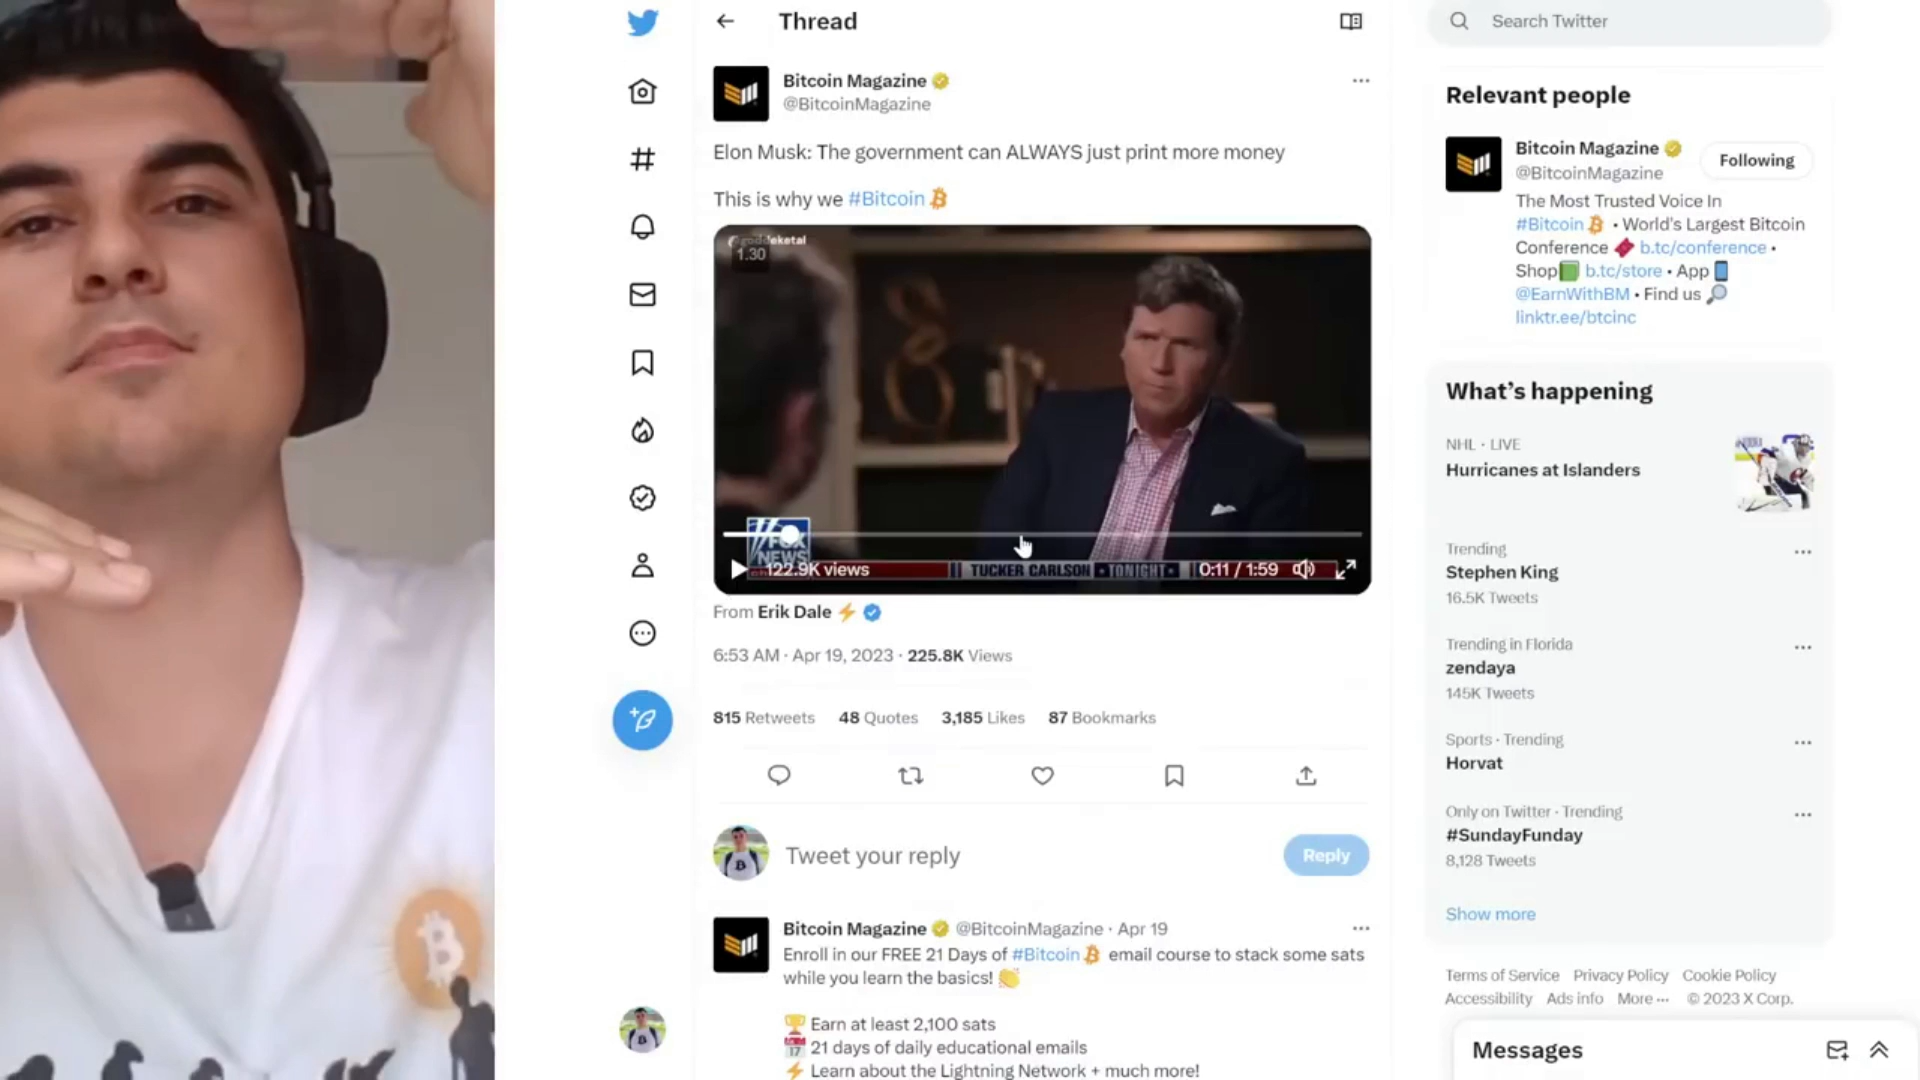 Thread
Search Twitter
Bitcoin Magazine
@BitcoinMagazine
Elon Musk: The government can ALWAYS just print more money
This is why we #Bitcoin
1.30
FOX
NEWS
122.9K views
TUCKER CARLSON TONIGHT
0:11 / 1:59
From Erik Dale
6:53 AM · Apr 19, 2023 · 225.8K Views
815 Retweets 48 Quotes 3,185 Likes 87 Bookmarks
Tweet your reply
Reply
Bitcoin Magazine @BitcoinMagazine · Apr 19
Enroll in our FREE 21 Days of #Bitcoin email course to stack some sats
while you learn the basics!
Earn at least 2,100 sats
21 days of daily educational emails
Learn about the Lightning Network + much more!
Relevant people
Bitcoin Magazine
@BitcoinMagazine
Following
The Most Trusted Voice In
#Bitcoin • World's Largest Bitcoin
Conference b.tc/conference •
Shop b.tc/store • App
@EarnWithBM • Find us
linktr.ee/btcinc
What's happening
NHL · LIVE
Hurricanes at Islanders
Trending
Stephen King
16.5K Tweets
Trending in Florida
zendaya
145K Tweets
Sports · Trending
Horvat
Only on Twitter · Trending
#SundayFunday
8,128 Tweets
Show more
Terms of Service Privacy Policy Cookie Policy
Accessibility Ads info More ··· © 2023 X Corp.
Messages